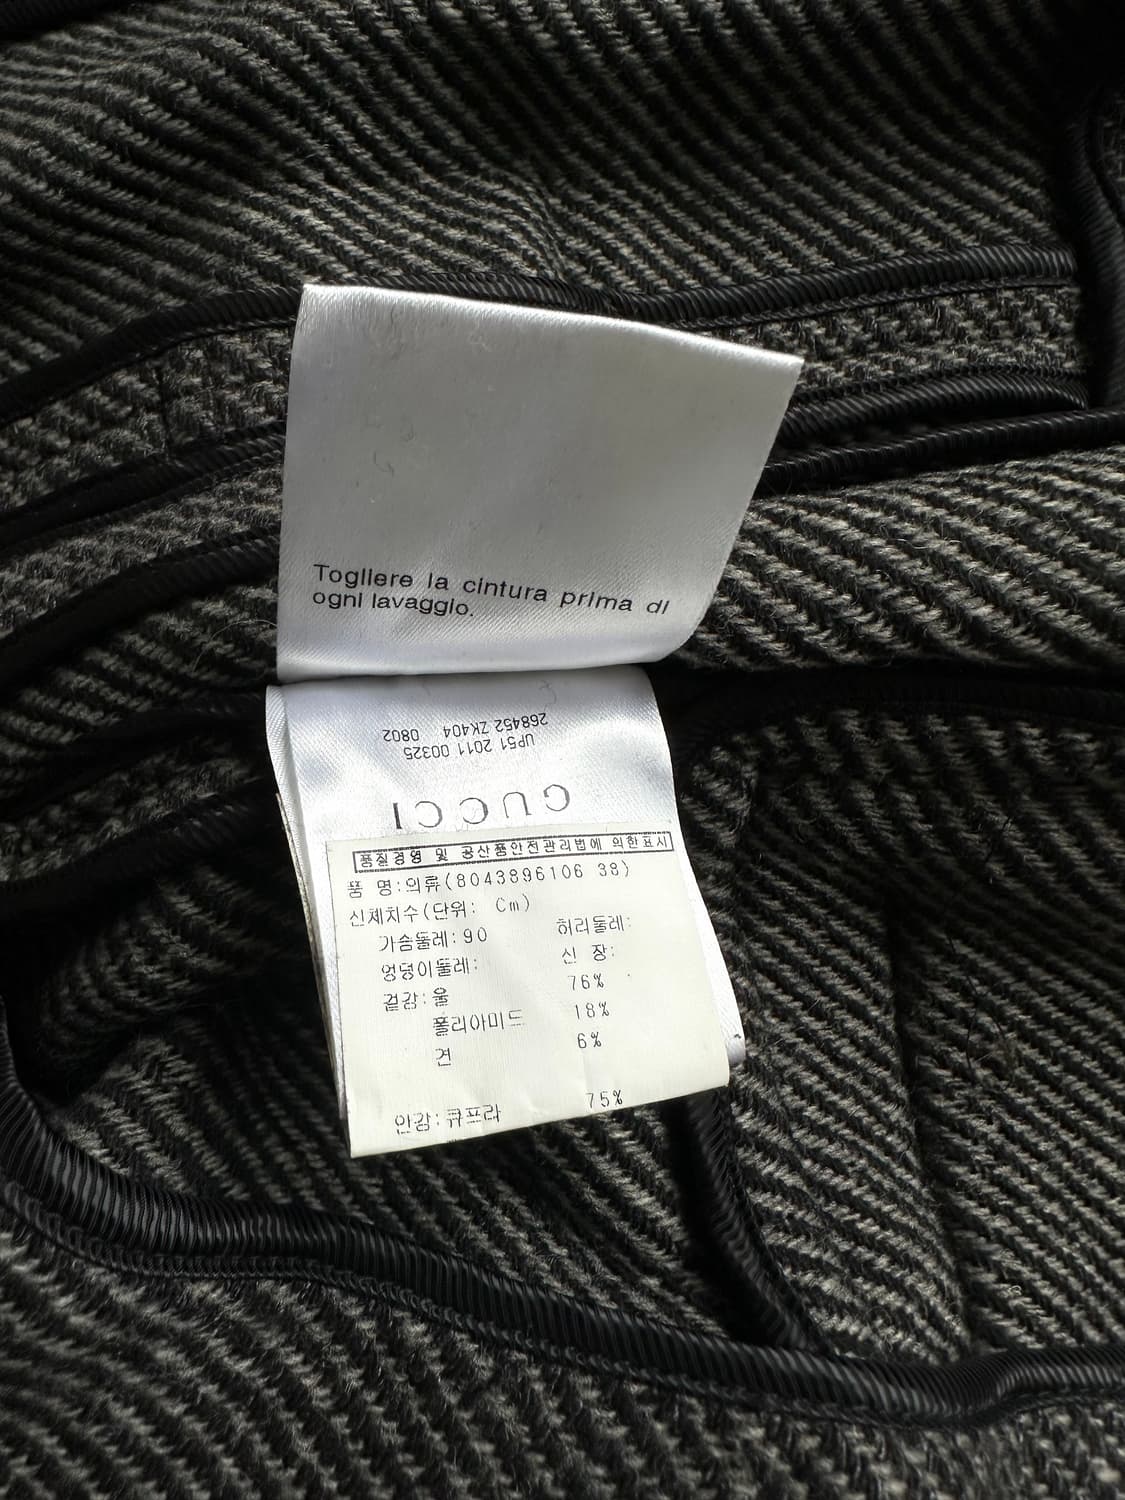 Togliere la cintura prima di
ogni lavaggio.
268452 ZK404 0802
UP51 2011 00325
GUCCI
품질경영 및 공산품안전관리법에 의한표시
품 명:의류(8043896106 38)
신체치수(단위: Cm)
가슴둘레:90 허리둘레:
엉덩이둘레: 신 장:
겉감:울 76%
폴리아미드 18%
견 6%
안감:큐프라 75%